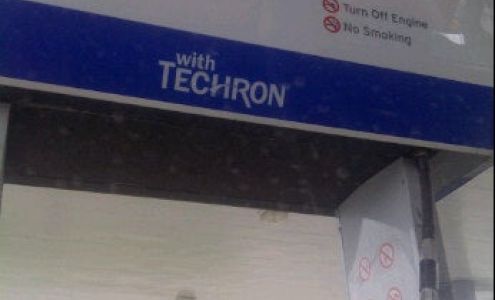 Turn Off Engine
No Smoking
with
TECHRON